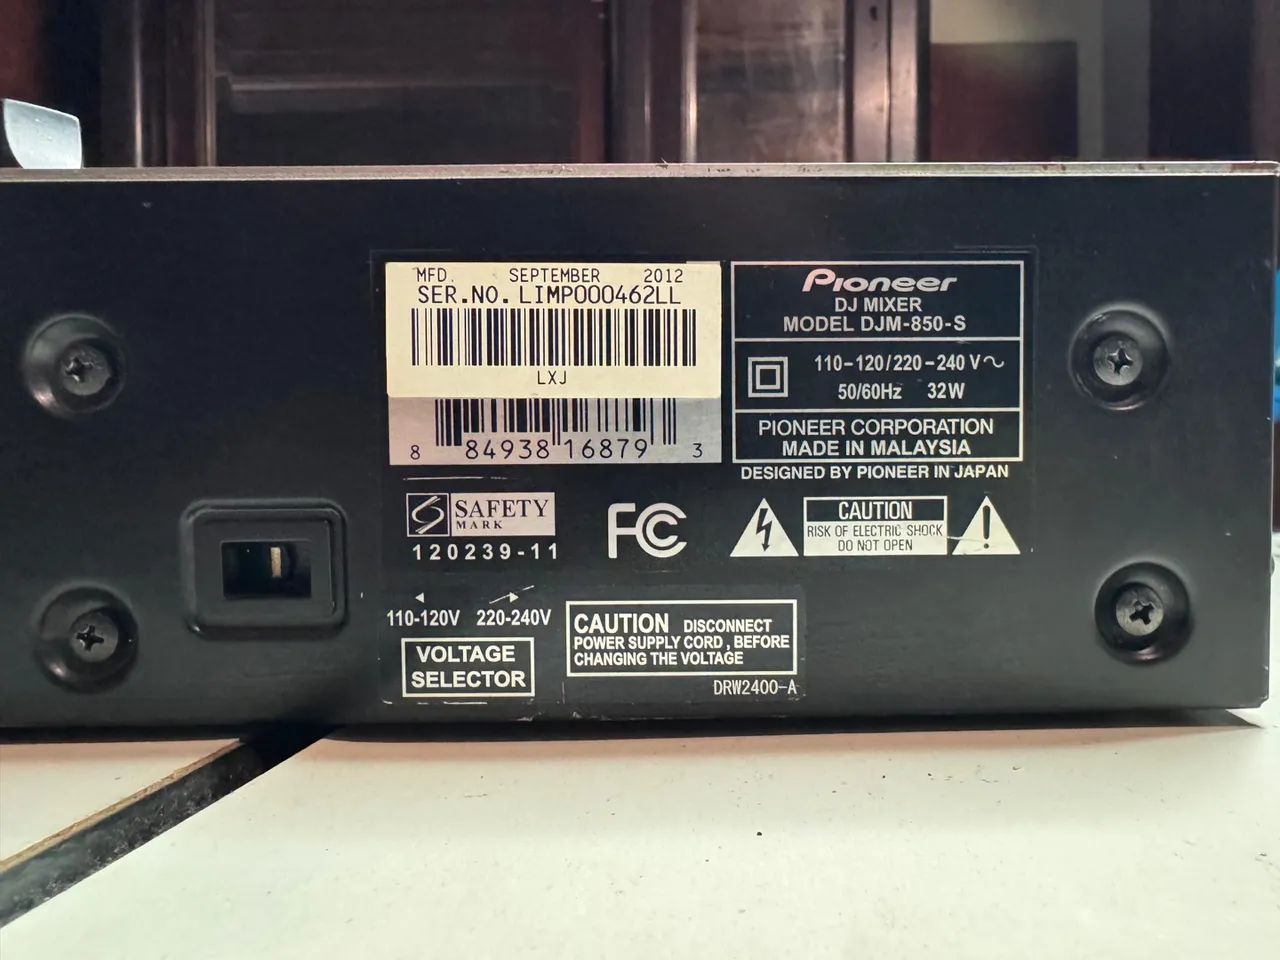 MFD. SEPTEMBER 2012
SER.NO. LIMP000462LL
LXJ
8 84938 16879 3
Pioneer
DJ MIXER
MODEL DJM-850-S
110-120/220-240 V~
50/60Hz 32W
PIONEER CORPORATION
MADE IN MALAYSIA
DESIGNED BY PIONEER IN JAPAN
SAFETY
MARK
120239-11
FC
CAUTION
RISK OF ELECTRIC SHOCK
DO NOT OPEN
◄ ►
110-120V 220-240V
VOLTAGE
SELECTOR
CAUTION DISCONNECT
POWER SUPPLY CORD, BEFORE
CHANGING THE VOLTAGE
DRW2400-A